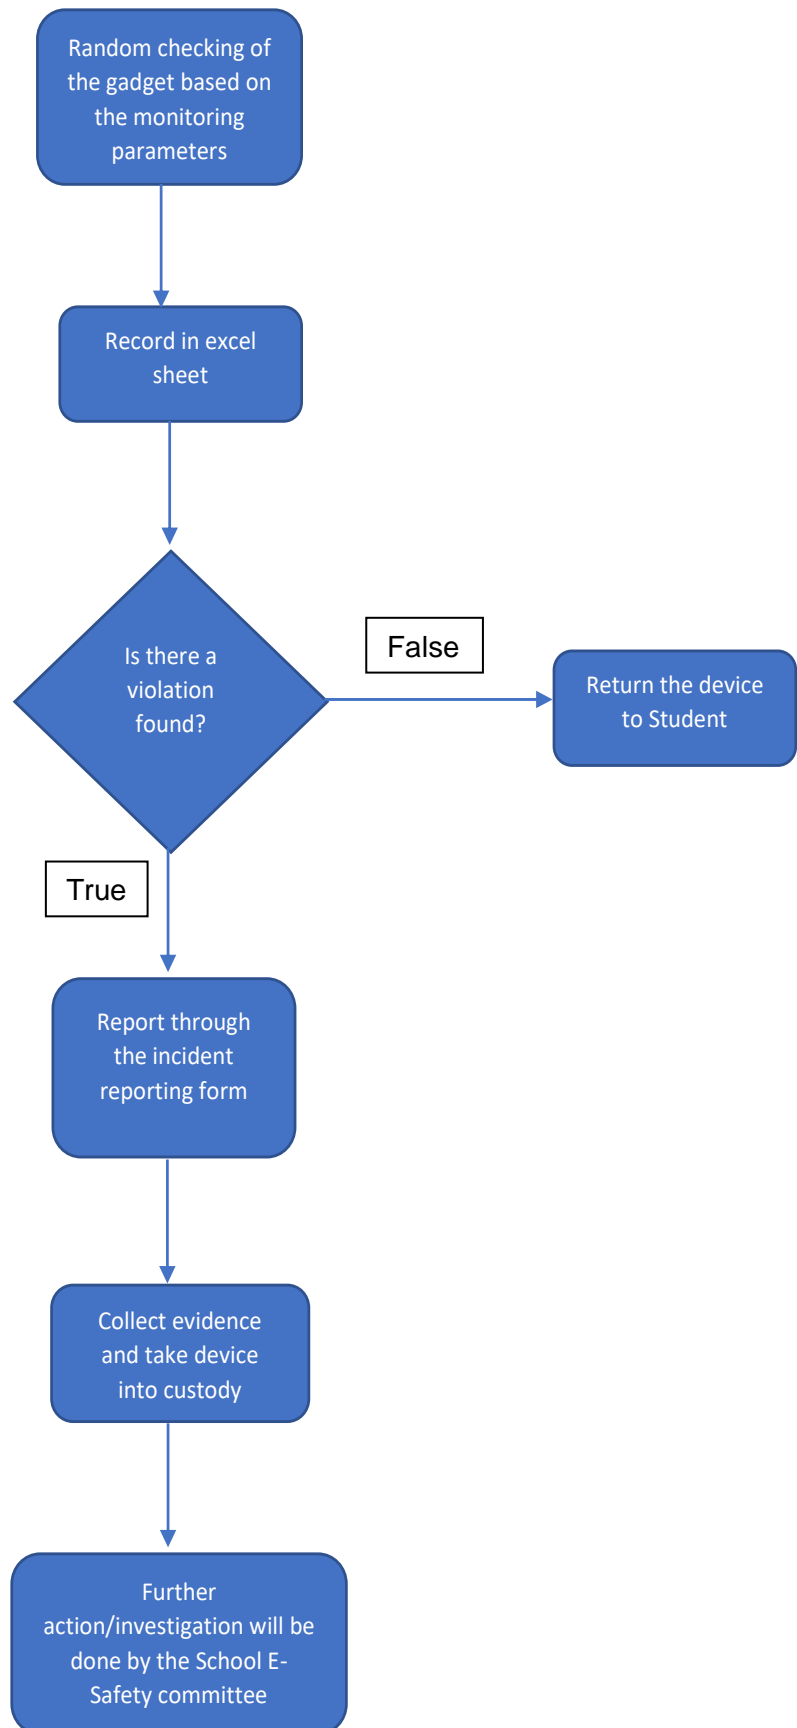 Random checking of
the gadget based on
the monitoring
parameters
Record in excel
sheet
Is there a
violation
found?
False
Return the device
to Student
True
Report through
the incident
reporting form
Collect evidence
and take device
into custody
Further
action/investigation will be
done by the School E-
Safety committee